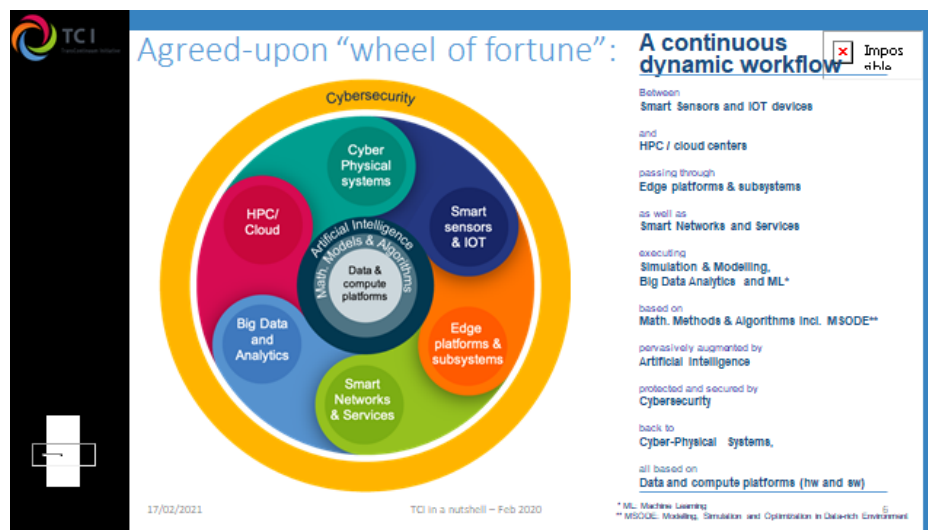 TCI
TransContinuum Initiative
Agreed-upon “wheel of fortune”:
A continuous
dynamic workflow
Impos
sible
Between
Smart Sensors and IOT devices
and
HPC / cloud centers
passing through
Edge platforms & subsystems
as well as
Smart Networks and Services
executing
Simulation & Modelling,
Big Data Analytics and ML*
based on
Math. Methods & Algorithms incl. MSODE**
pervasively augmented by
Artificial Intelligence
protected and secured by
Cybersecurity
back to
Cyber-Physical Systems,
all based on
Data and compute platforms (hw and sw)
Cybersecurity
Cyber
Physical
systems
Smart
sensors
& IOT
Edge
platforms &
subsystems
Smart
Networks
& Services
Big Data
and
Analytics
HPC/
Cloud
Artificial Intelligence
Math. Models & Algorithms
Data &
compute
platforms
17/02/2021
TCI in a nutshell – Feb 2020
6
* ML: Machine Learning
** MSODE: Modeling, Simulation and Optimization in Data-rich Environment